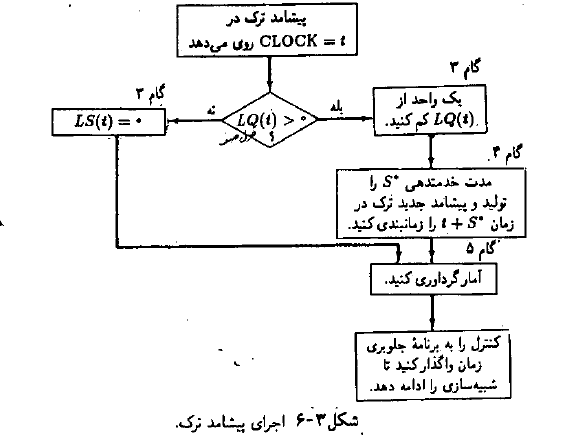 پیشامد ترک در
CLOCK = t روی می‌دهد
گام ۳
یک واحد از
LQ(t) کم کنید.
بله
LQ(t) > ۰
؟
نه
گام ۳
LS(t) = ۰
گام ۴
مدت خدمتدهی S* را
تولید و پیشامد جدید ترک در
زمان t + S* را زمانبندی کنید.
گام ۵
آمار گردآوری کنید.
کنترل را به برنامهٔ جلوبری
زمان واگذار کنید تا
شبیه‌سازی را ادامه دهد.
شکل ۳-۶ اجرای پیشامد ترک.